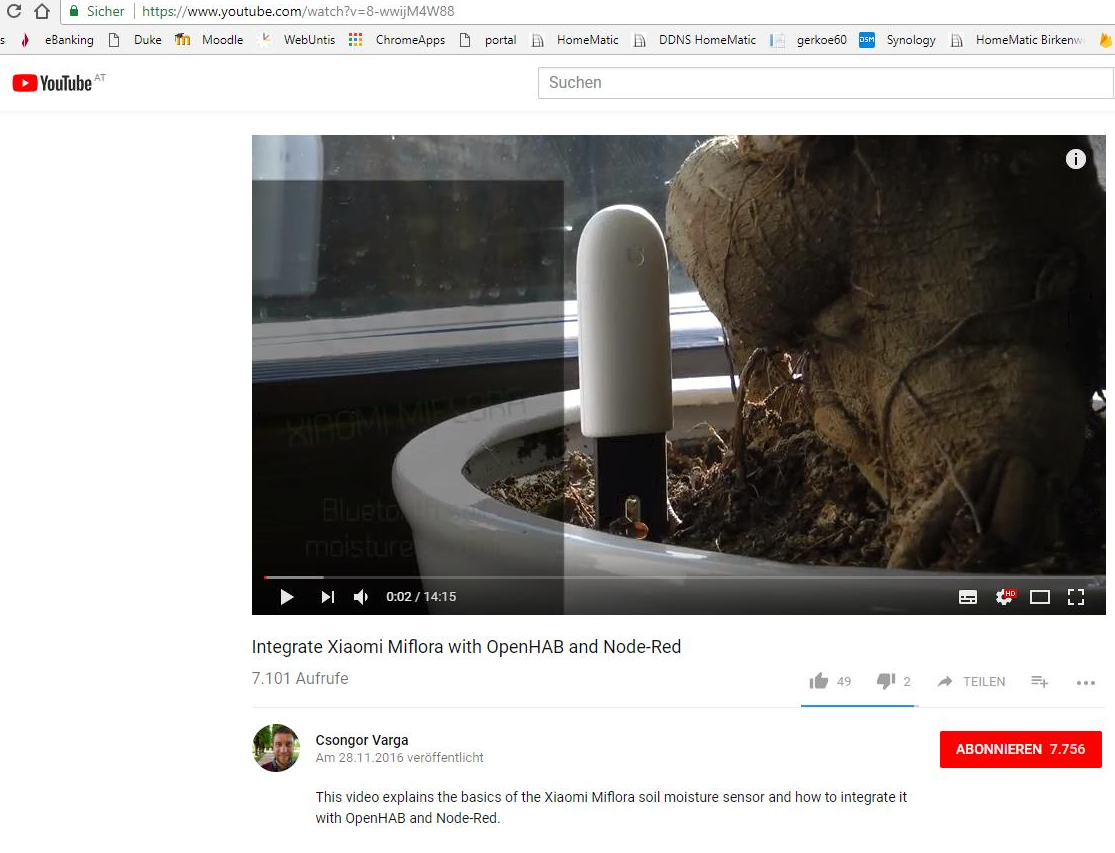 Sicher https://www.youtube.com/watch?v=8-wwijM4W88
s eBanking Duke Moodle WebUntis ChromeApps portal HomeMatic DDNS HomeMatic gerkoe60 DSM Synology HomeMatic Birkenw
YouTube AT
Suchen
XIAOMI MIFLORA
Bluetooth
moisture
0:02 / 14:15
HD
Integrate Xiaomi Miflora with OpenHAB and Node-Red
7.101 Aufrufe
49 2 TEILEN
Csongor Varga
Am 28.11.2016 veröffentlicht
ABONNIEREN 7.756
This video explains the basics of the Xiaomi Miflora soil moisture sensor and how to integrate it
with OpenHAB and Node-Red.